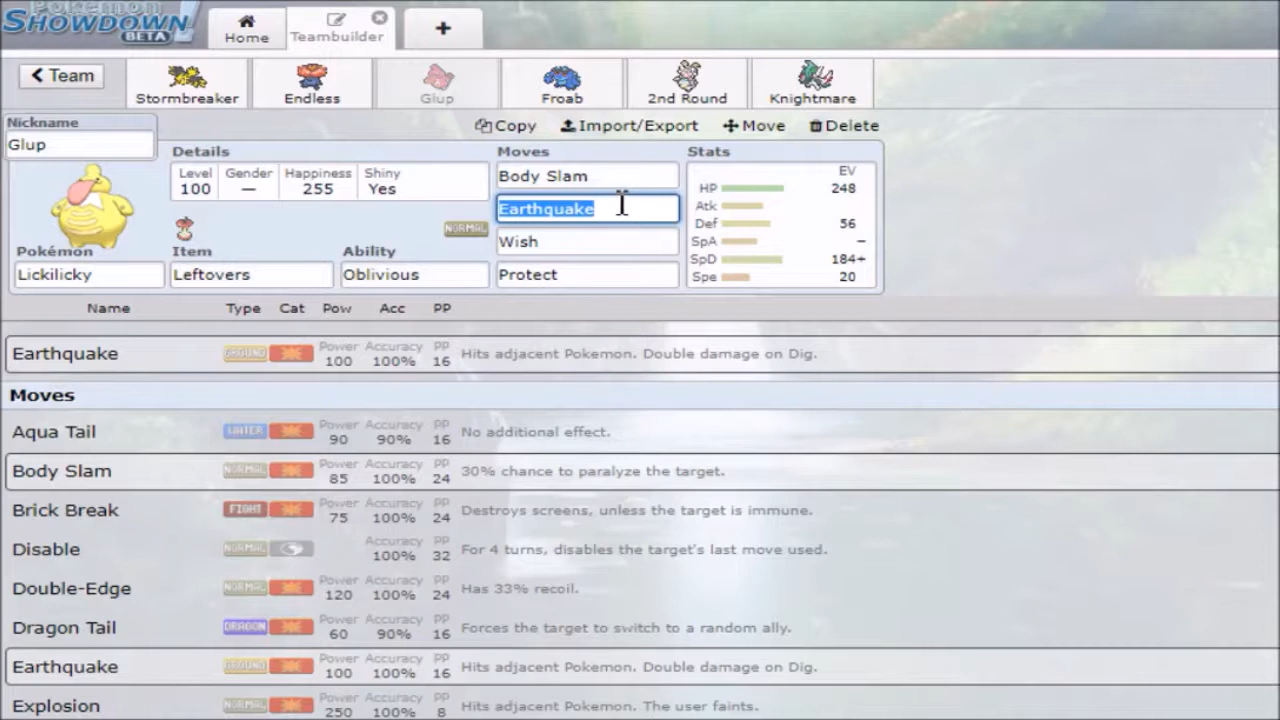 Pokémon
SHOWDOWN!
BETA
Home
Teambuilder
+
Team
Stormbreaker
Endless
Glup
Froab
2nd Round
Knightmare
Nickname
Glup
Copy Import/Export Move Delete
Details
Level Gender Happiness Shiny
100 — 255 Yes
NORMAL
Pokémon Item Ability
Lickilicky Leftovers Oblivious
Moves
Body Slam
Earthquake
Wish
Protect
Stats
EV
HP 248
Atk
Def 56
SpA –
SpD 184+
Spe 20
Name Type Cat Pow Acc PP
Earthquake GROUND Power 100 Accuracy 100% PP 16 Hits adjacent Pokemon. Double damage on Dig.
Moves
Aqua Tail WATER Power 90 Accuracy 90% PP 16 No additional effect.
Body Slam NORMAL Power 85 Accuracy 100% PP 24 30% chance to paralyze the target.
Brick Break FIGHT Power 75 Accuracy 100% PP 24 Destroys screens, unless the target is immune.
Disable NORMAL Accuracy 100% PP 32 For 4 turns, disables the target's last move used.
Double-Edge NORMAL Power 120 Accuracy 100% PP 24 Has 33% recoil.
Dragon Tail DRAGON Power 60 Accuracy 90% PP 16 Forces the target to switch to a random ally.
Earthquake GROUND Power 100 Accuracy 100% PP 16 Hits adjacent Pokemon. Double damage on Dig.
Explosion NORMAL Power 250 Accuracy 100% PP 8 Hits adjacent Pokemon. The user faints.